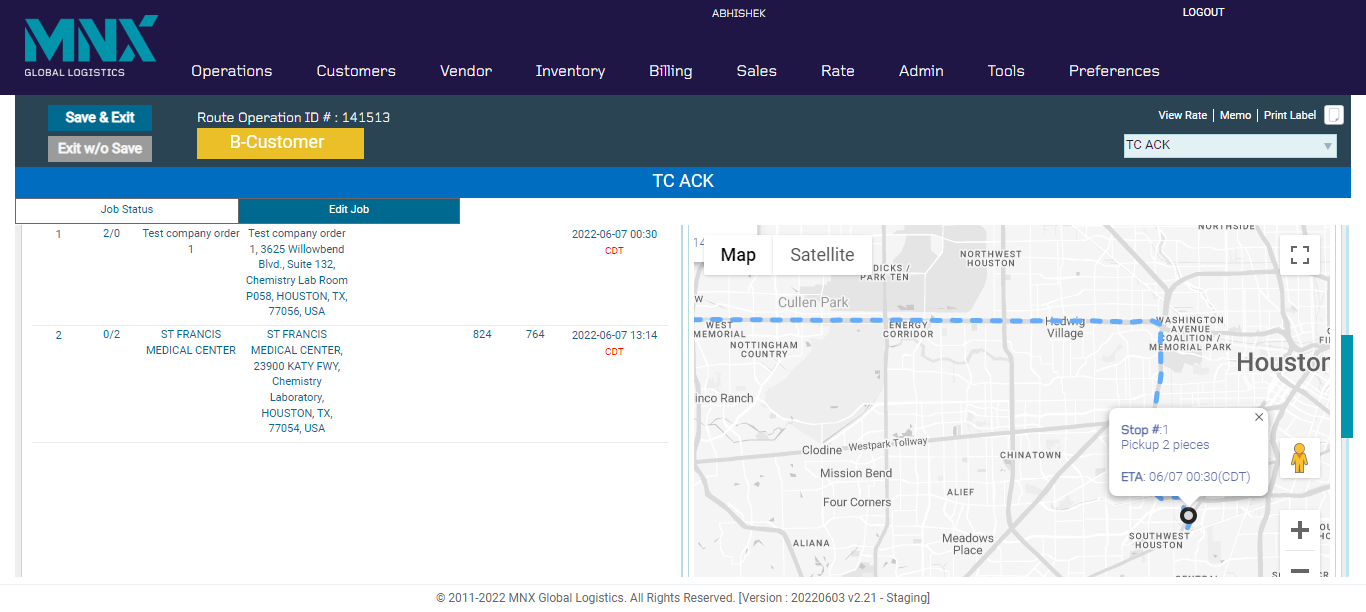 MNX
GLOBAL LOGISTICS
ABHISHEK
LOGOUT
Operations
Customers
Vendor
Inventory
Billing
Sales
Rate
Admin
Tools
Preferences
Save & Exit
Exit w/o Save
Route Operation ID # : 141513
B-Customer
View Rate | Memo | Print Label
TC ACK
TC ACK
Job Status
Edit Job
1
2/0
Test company order
1
Test company order
1, 3625 Willowbend
Blvd., Suite 132,
Chemistry Lab Room
P058, HOUSTON, TX,
77056, USA
2022-06-07 00:30
CDT
2
0/2
ST FRANCIS
MEDICAL CENTER
ST FRANCIS
MEDICAL CENTER,
23900 KATY FWY,
Chemistry
Laboratory,
HOUSTON, TX,
77054, USA
824
764
2022-06-07 13:14
CDT
14
Map
Satellite
NORTHSIDE
NORTHWEST
HOUSTON
DICKS /
PARK TEN
Cullen Park
W
WEST
MEMORIAL
ENERGY
CORRIDOR
Hedwig
Village
WASHINGTON
AVENUE
COALITION /
MEMORIAL PARK
NOTTINGHAM
COUNTRY
Houston
inco Ranch
Stop #:1
Pickup 2 pieces
ETA: 06/07 00:30(CDT)
Clodine
Westpark Tollway
CHINATOWN
Mission Bend
ALIEF
Four Corners
ALIANA
Meadows
Place
SOUTHWEST
HOUSTON
CENTRAL
© 2011-2022 MNX Global Logistics. All Rights Reserved. [Version : 20220603 v2.21 - Staging]